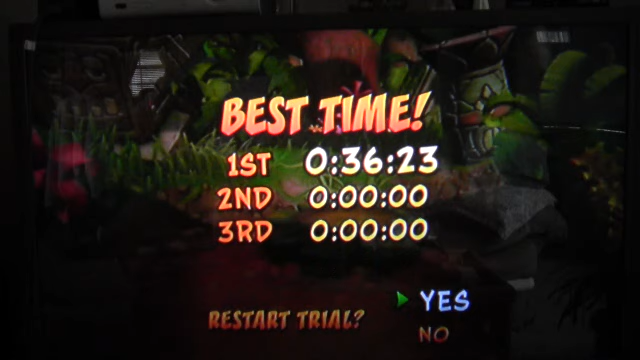 BEST TIME!
1ST 0:36:23
2ND 0:00:00
3RD 0:00:00
RESTART TRIAL? YES
NO